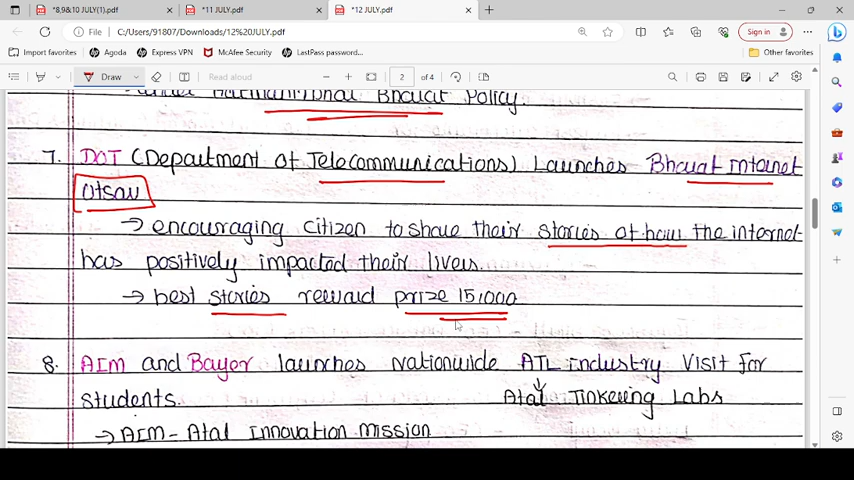 *8,9&10 JULY(1).pdf
*11 JULY.pdf
*12 JULY.pdf
File C:/Users/91807/Downloads/12%20JULY.pdf
Sign in
Import favorites Agoda Express VPN McAfee Security LastPass password... Other favorites
Draw Read aloud 2 of 4
Bharat Policy.
7. DOT (Department of Telecommunications) Launches Bharat internet
Utsav
→ encouraging citizen to share their stories of how the internet
has positively impacted their lives.
→ best stories reward prize 15,000
8. AIM and Bayer launches nationwide ATL industry Visit for
students. Atal Tinkering Labs
→ AIM - Atal Innovation mission